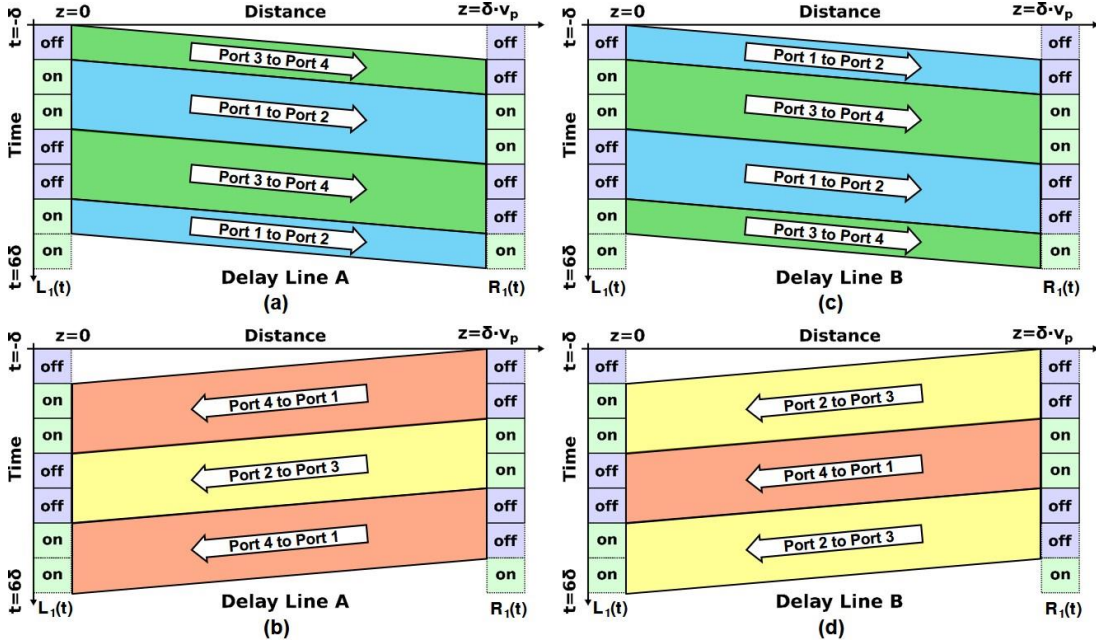 z=0 Distance z=δ·vₚ
t=-δ
off off
Port 3 to Port 4
on off
on on
Port 1 to Port 2
Time
off on
off off
Port 3 to Port 4
on off
Port 1 to Port 2
on on
t=6δ
L₁(t) Delay Line A R₁(t)
(a)
z=0 Distance z=δ·vₚ
t=-δ
off off
Port 1 to Port 2
on off
on on
Port 3 to Port 4
Time
off on
off off
Port 1 to Port 2
on off
Port 3 to Port 4
on on
t=6δ
L₁(t) Delay Line B R₁(t)
(c)
z=0 Distance z=δ·vₚ
t=-δ
off off
on off
Port 4 to Port 1
on on
Time
off on
Port 2 to Port 3
off off
on off
Port 4 to Port 1
on on
t=6δ
L₁(t) Delay Line A R₁(t)
(b)
z=0 Distance z=δ·vₚ
t=-δ
off off
on off
Port 2 to Port 3
on on
Time
off on
Port 4 to Port 1
off off
on off
Port 2 to Port 3
on on
t=6δ
L₁(t) Delay Line B R₁(t)
(d)